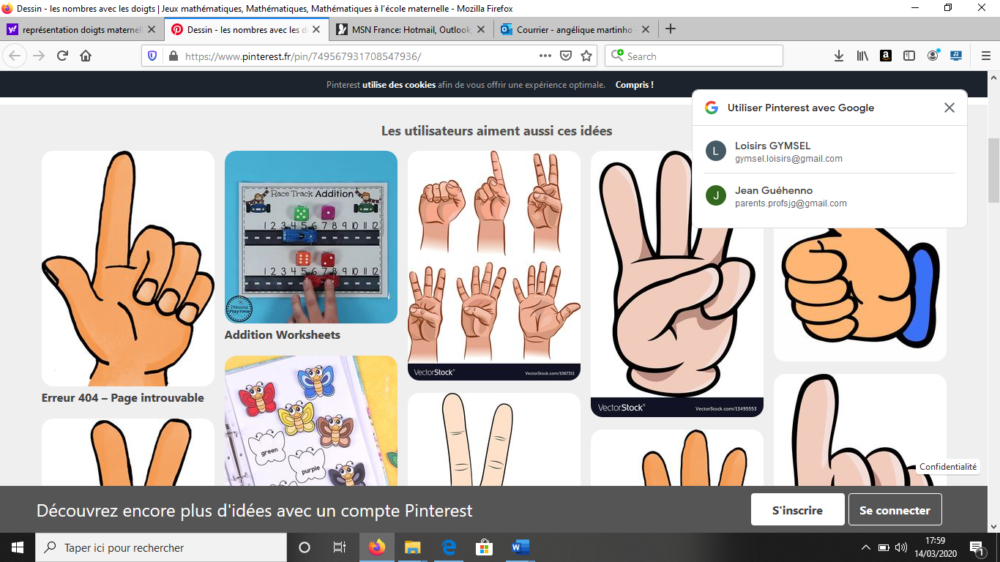 Dessin - les nombres avec les doigts | Jeux mathématiques, Mathématiques, Mathématiques à l'école maternelle - Mozilla Firefox
représentation doigts maternel
Dessin - les nombres avec les d
MSN France: Hotmail, Outlook,
Courrier - angélique martinho
https://www.pinterest.fr/pin/749567931708547936/
Search
Pinterest utilise des cookies afin de vous offrir une expérience optimale. Compris !
Utiliser Pinterest avec Google
Loisirs GYMSEL
gymsel.loisirs@gmail.com
Jean Guéhenno
parents.profsjg@gmail.com
Les utilisateurs aiment aussi ces idées
Race Track Addition
1 2 3 4 5 6 7 8 9 10 11 12
1 2 3 4 5 6 7 8 9 10 11 12
Planning Playtime
Addition Worksheets
VectorStock®
VectorStock.com/1067311
VectorStock®
VectorStock.com/13495553
Erreur 404 – Page introuvable
green
purple
Confidentialité
Découvrez encore plus d'idées avec un compte Pinterest
S'inscrire
Se connecter
Taper ici pour rechercher
17:59
14/03/2020
1